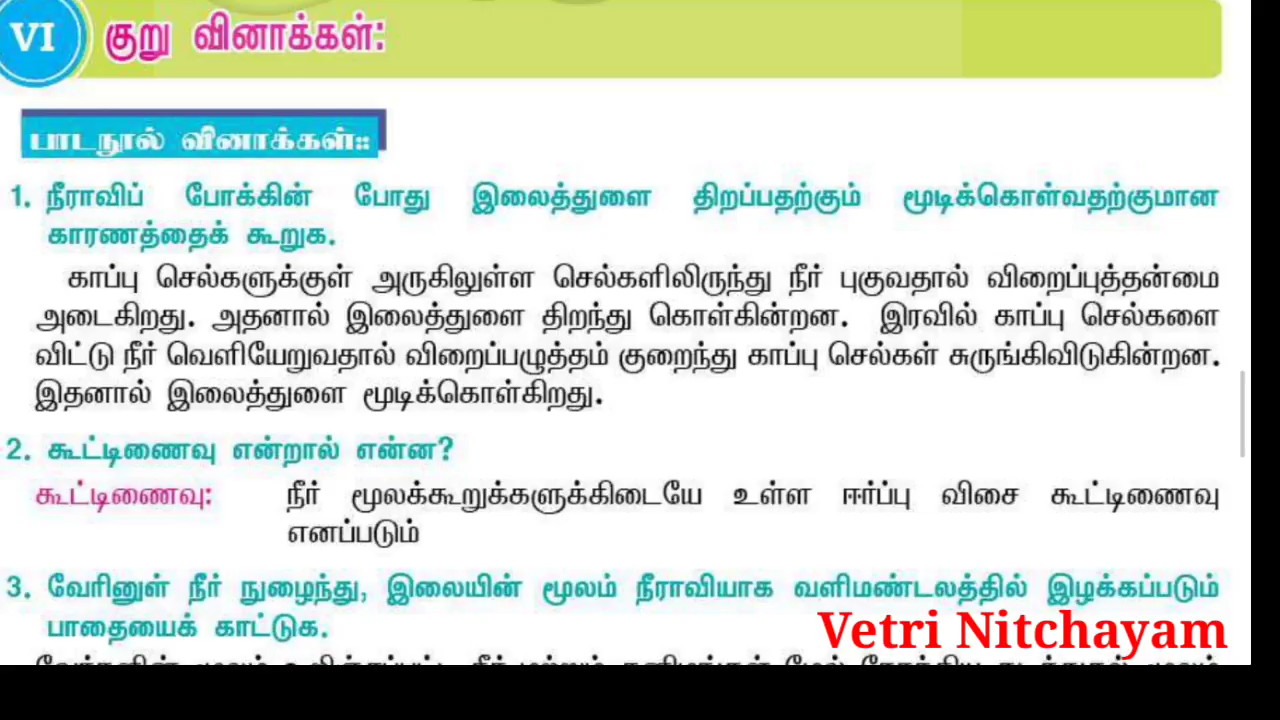 VI குறு வினாக்கள்:
பாடநூல் வினாக்கள்::
1. நீராவிப் போக்கின் போது இலைத்துளை திறப்பதற்கும் மூடிக்கொள்வதற்குமான
காரணத்தைக் கூறுக.
காப்பு செல்களுக்குள் அருகிலுள்ள செல்களிலிருந்து நீர் புகுவதால் விறைப்புத்தன்மை
அடைகிறது. அதனால் இலைத்துளை திறந்து கொள்கின்றன. இரவில் காப்பு செல்களை
விட்டு நீர் வெளியேறுவதால் விறைப்பழுத்தம் குறைந்து காப்பு செல்கள் சுருங்கிவிடுகின்றன.
இதனால் இலைத்துளை மூடிக்கொள்கிறது.
2. கூட்டிணைவு என்றால் என்ன?
கூட்டிணைவு: நீர் மூலக்கூறுக்களுக்கிடையே உள்ள ஈர்ப்பு விசை கூட்டிணைவு
எனப்படும்
3. வேரினுள் நீர் நுழைந்து, இலையின் மூலம் நீராவியாக வளிமண்டலத்தில் இழக்கப்படும்
பாதையைக் காட்டுக.
Vetri Nitchayam